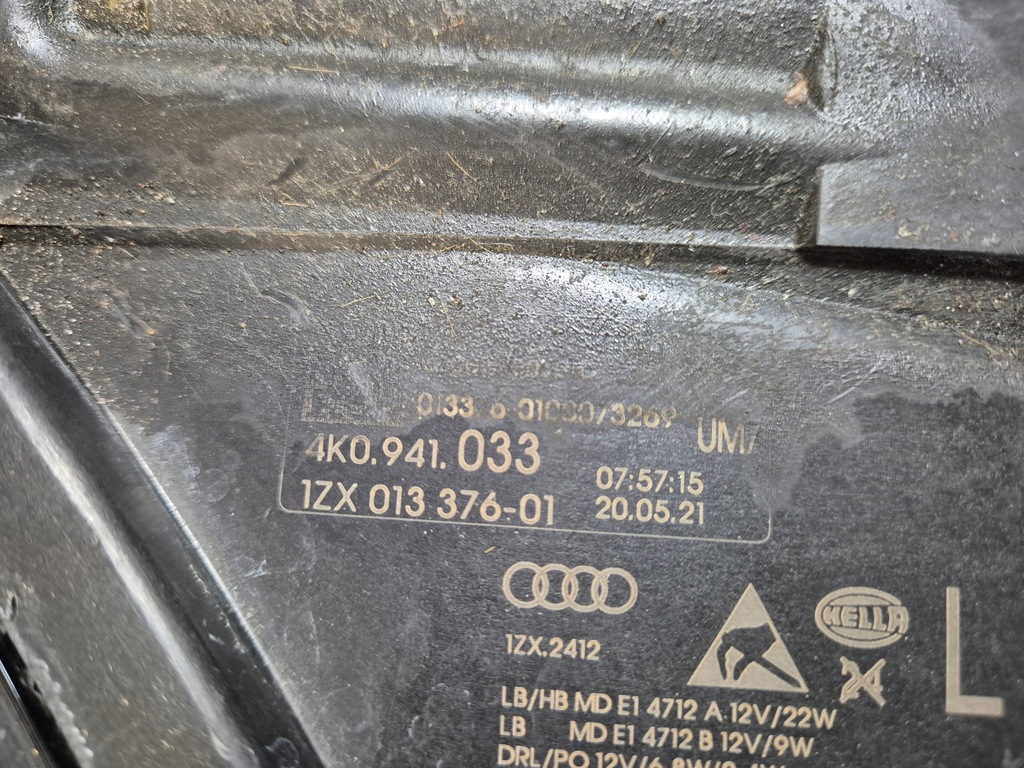 4K0.941.033
07:57:15
1ZX 013 376-01
20.05.21
1ZX.2412
HELLA
24
L
LB/HB MD E1 4712 A 12V/22W
LB MD E1 4712 B 12V/9W